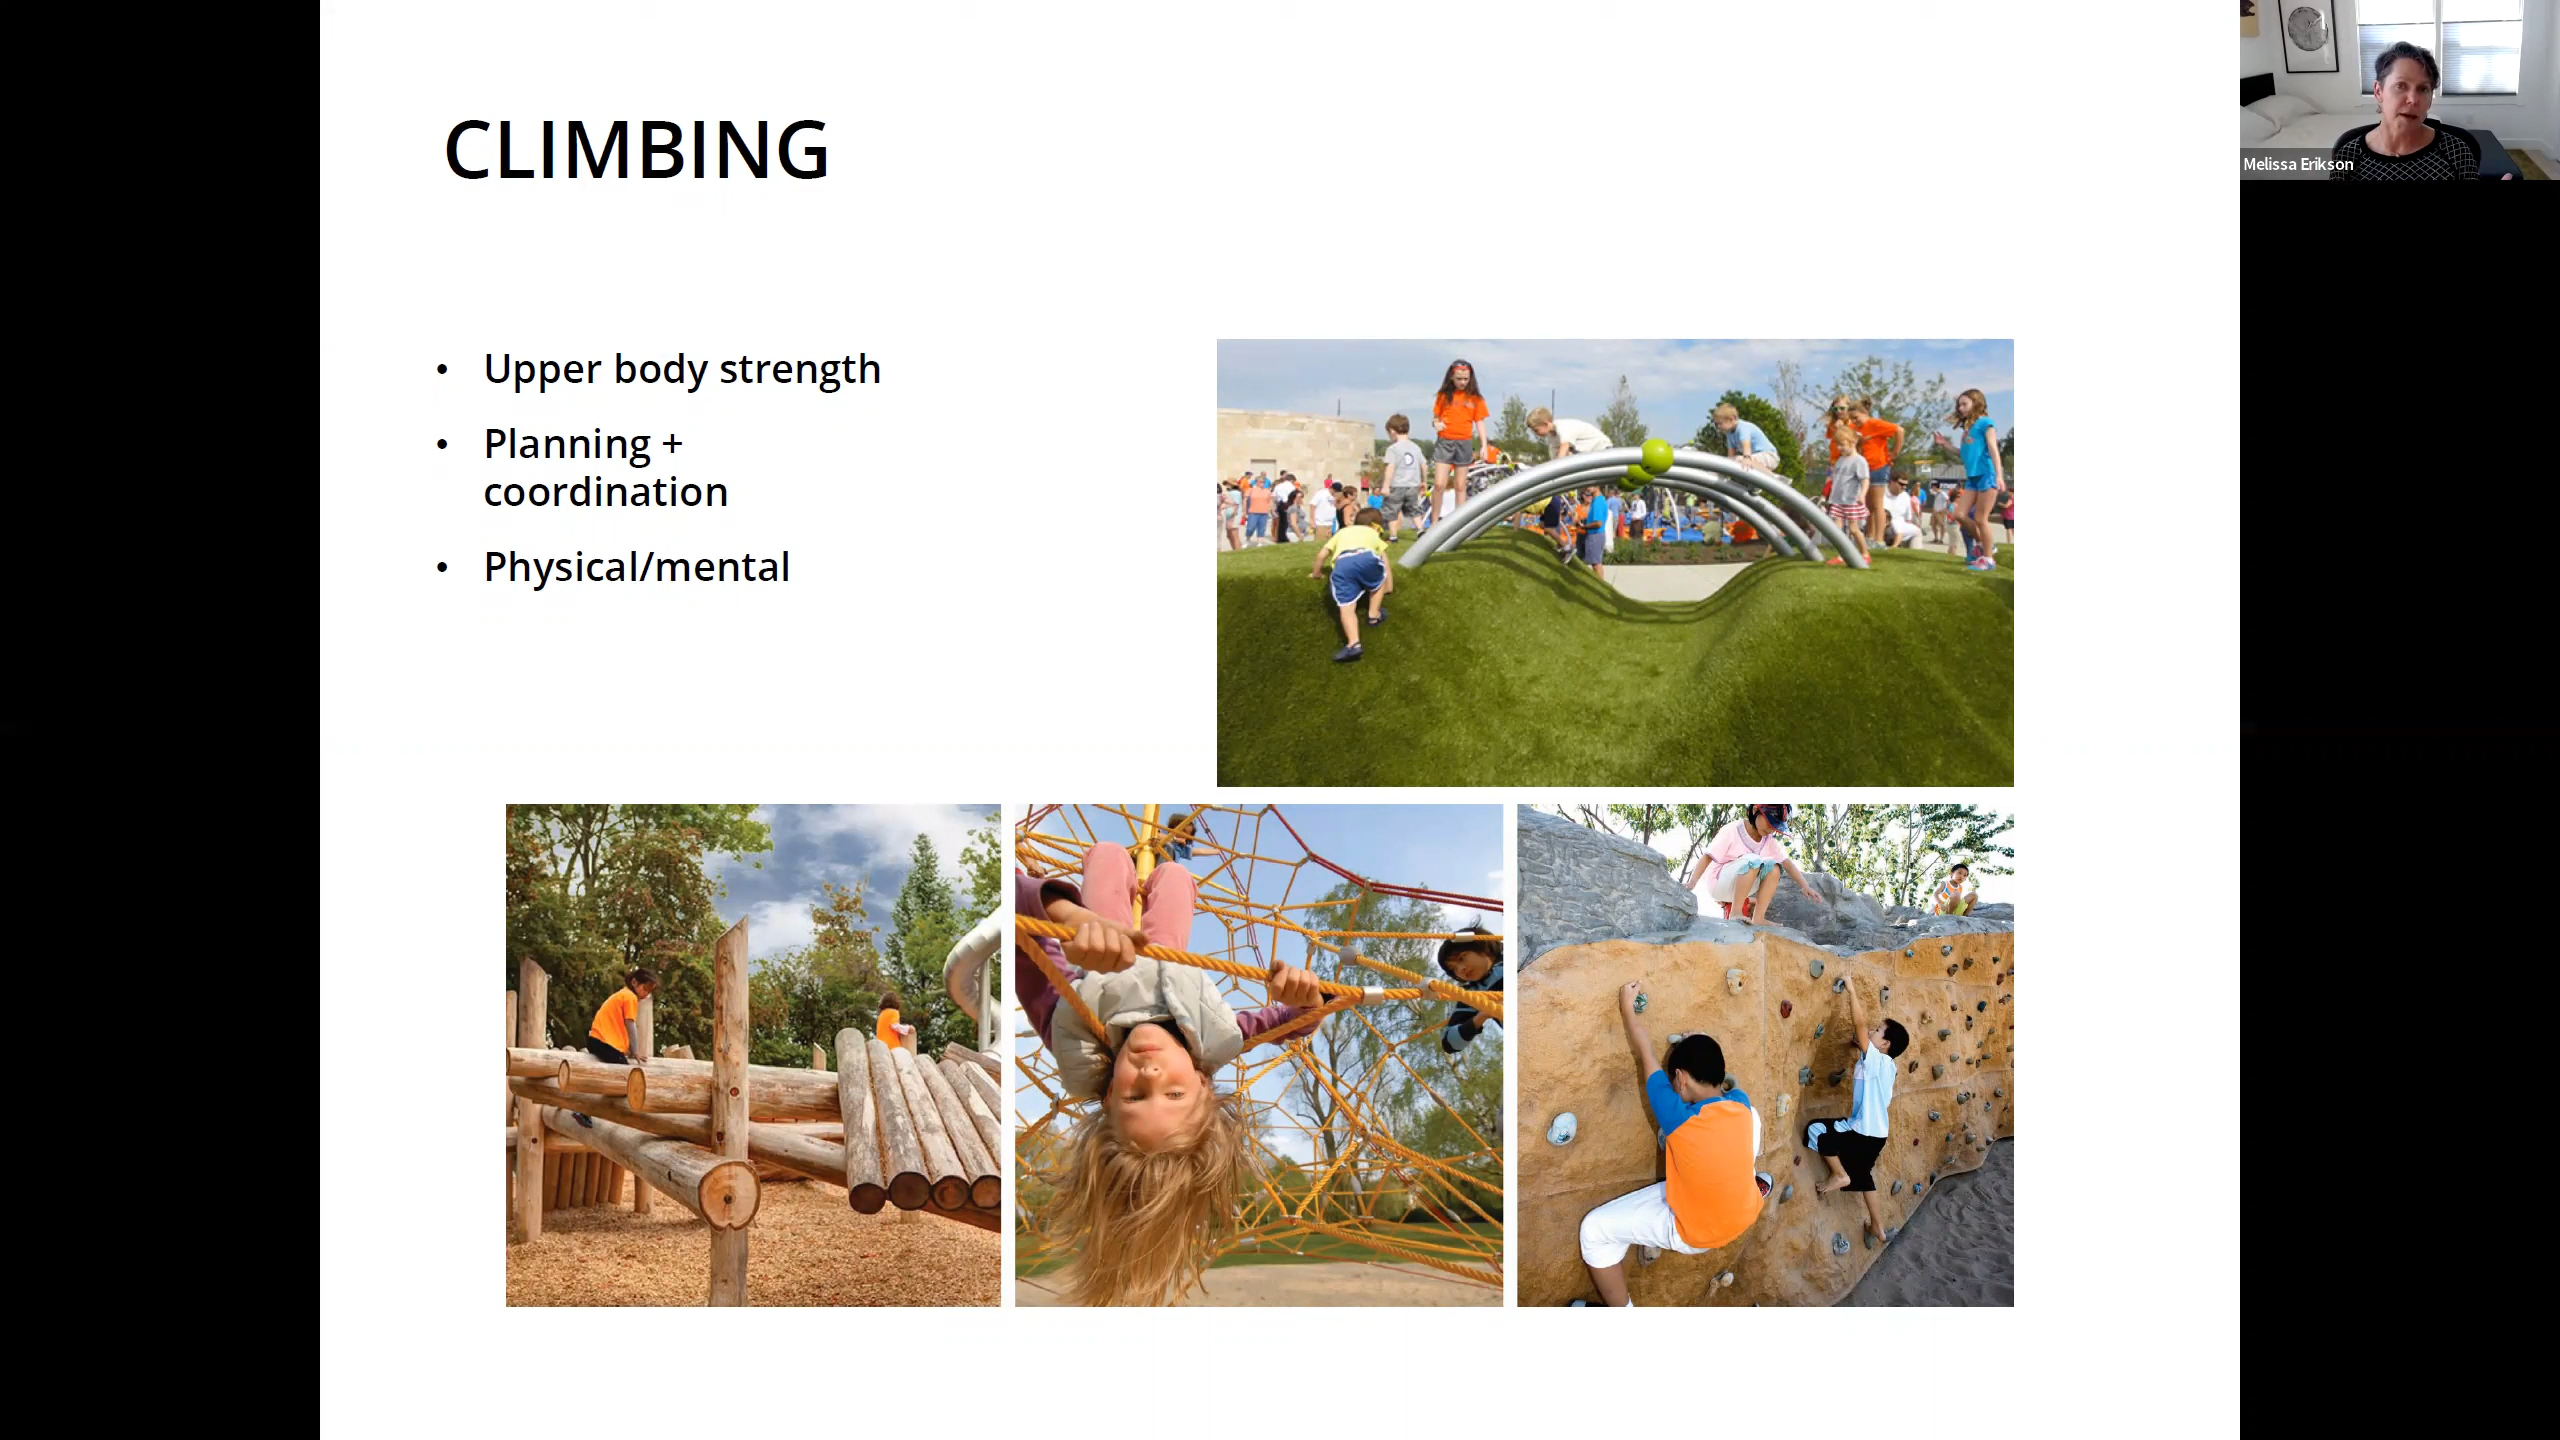 CLIMBING
• Upper body strength
• Planning +
coordination
• Physical/mental
Melissa Erikson